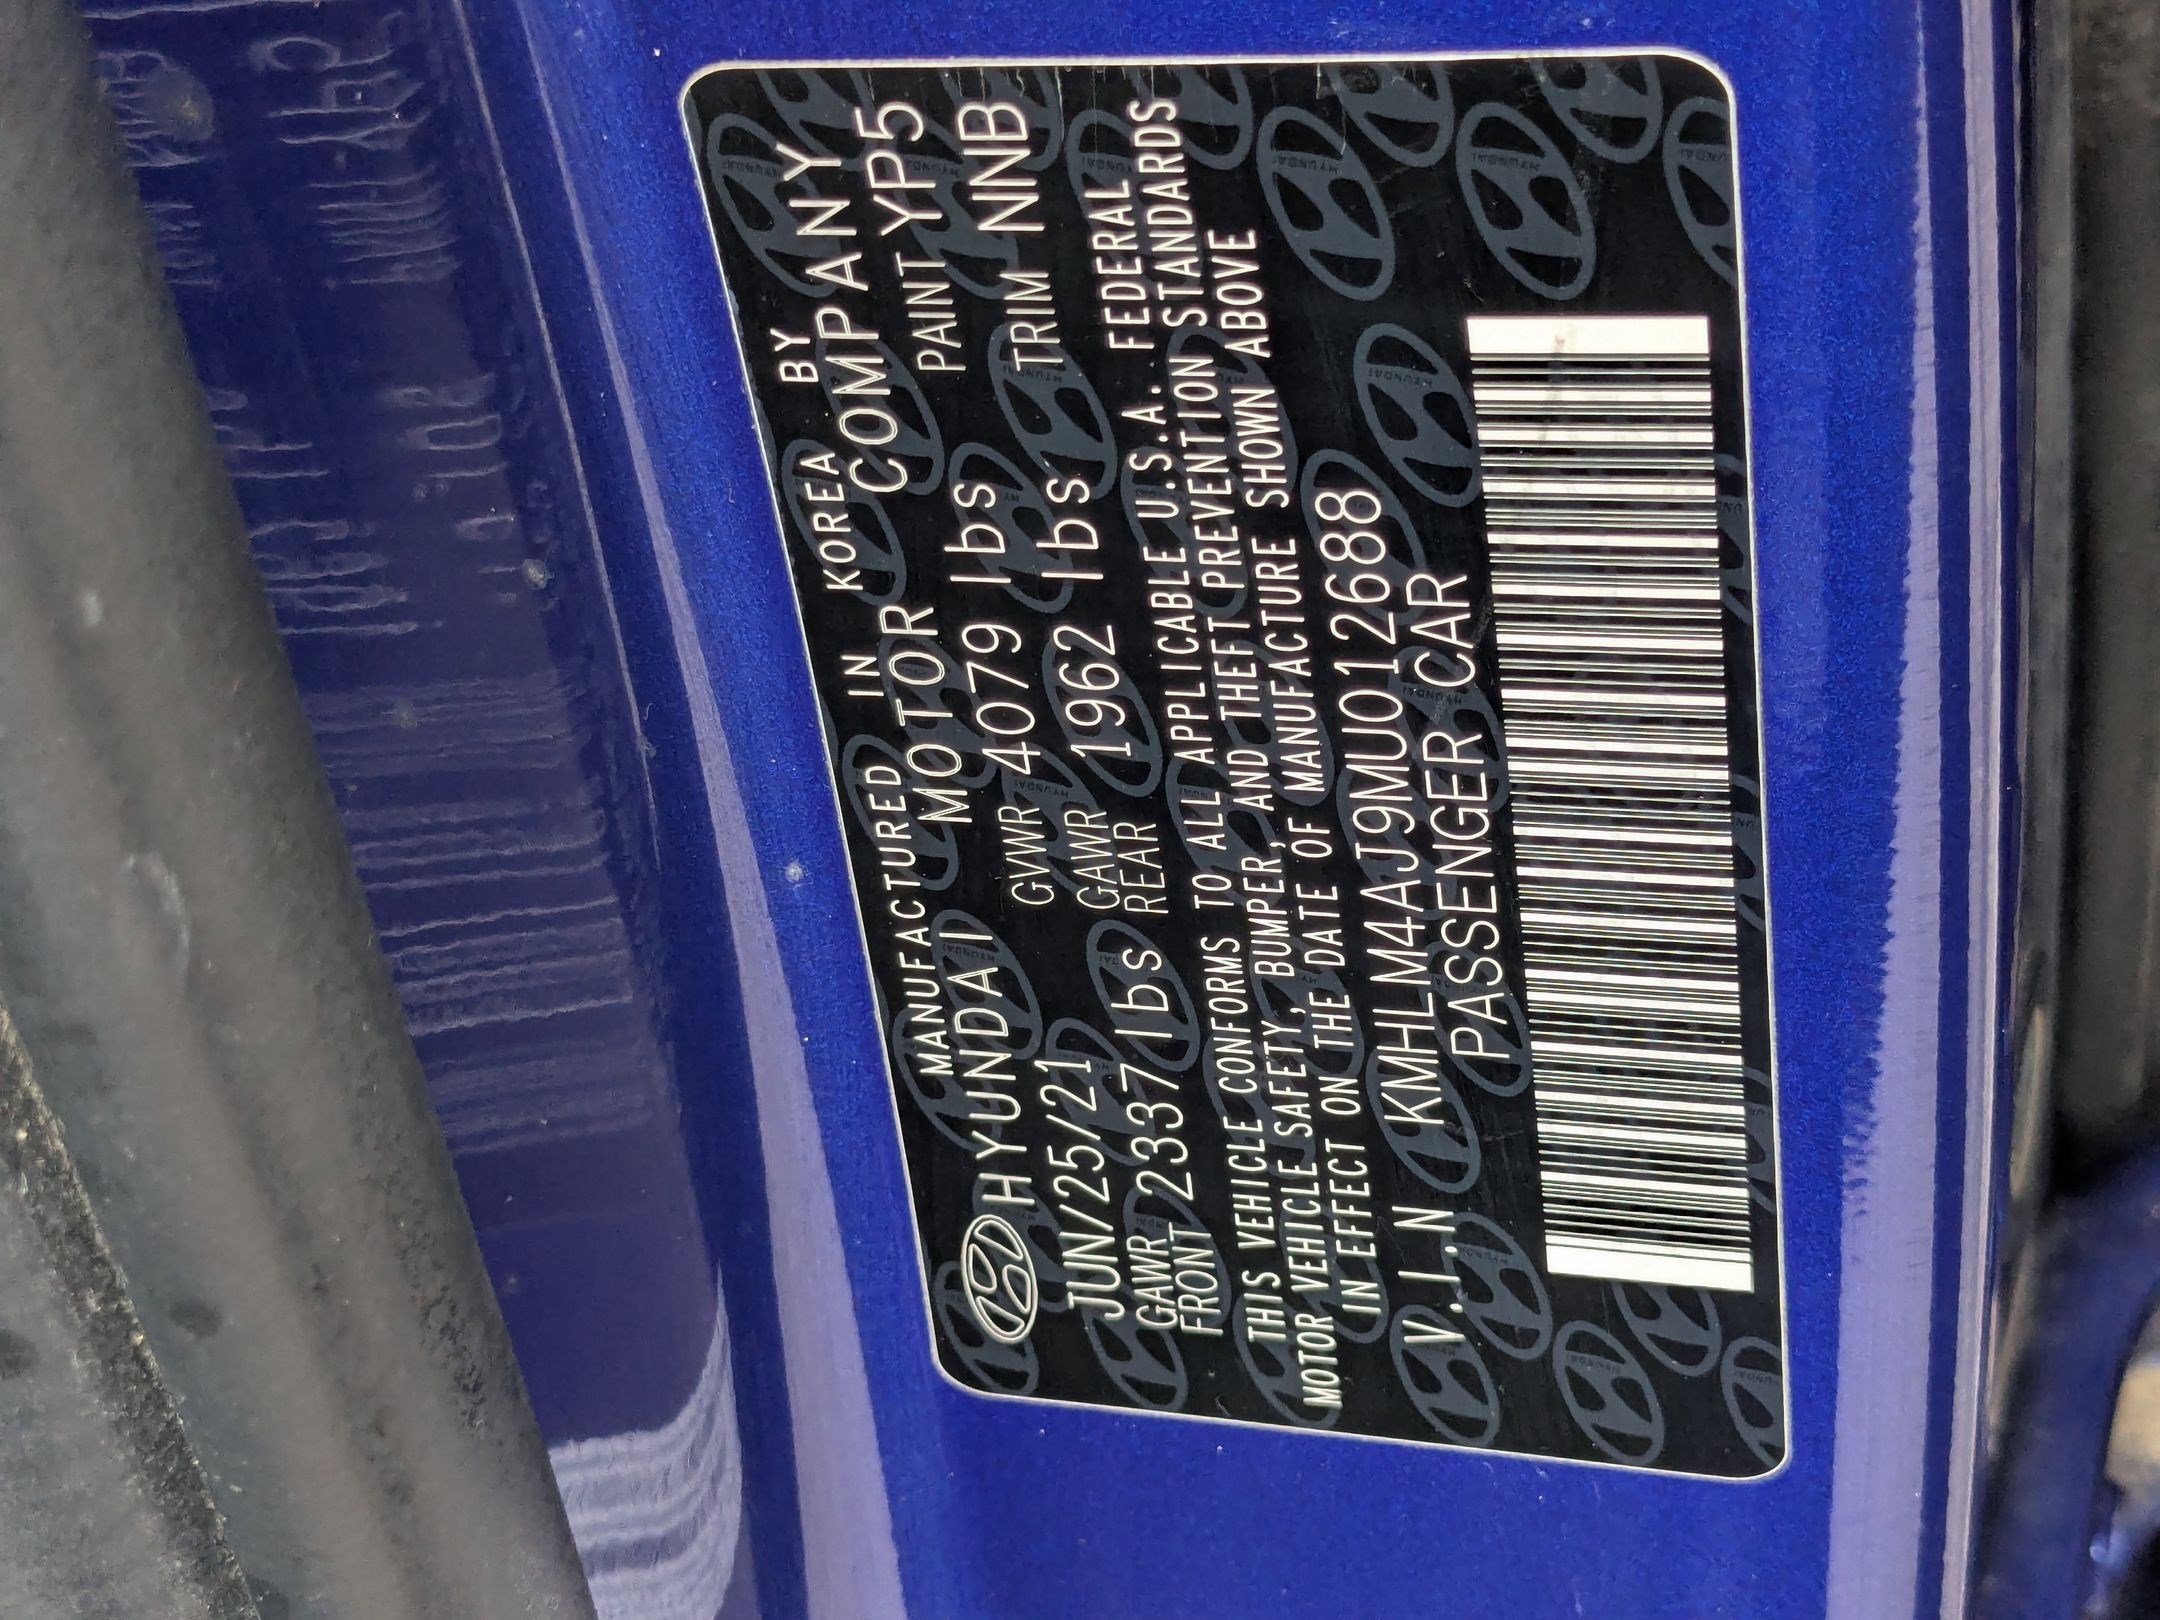 MANUFACTURED IN KOREA BY
HYUNDAI MOTOR COMPANY
JUN/25/21 GVWR 4079 lbs PAINT YP5
GAWR FRONT 2337 lbs GAWR REAR 1962 lbs TRIM NNB
THIS VEHICLE CONFORMS TO ALL APPLICABLE U.S.A. FEDERAL
MOTOR VEHICLE SAFETY, BUMPER, AND THEFT PREVENTION STANDARDS
IN EFFECT ON THE DATE OF MANUFACTURE SHOWN ABOVE
V.I.N KMHLM4AJ9MU012688
PASSENGER CAR